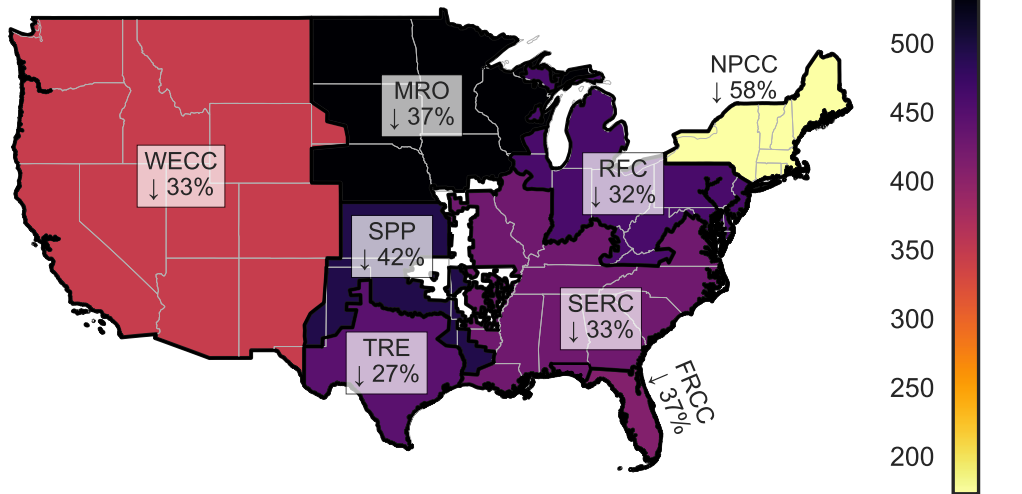 NPCC
↓ 58%
MRO
↓ 37%
WECC
↓ 33%
RFC
↓ 32%
SPP
↓ 42%
SERC
↓ 33%
TRE
↓ 27%
FRCC
↓ 37%
500
450
400
350
300
250
200